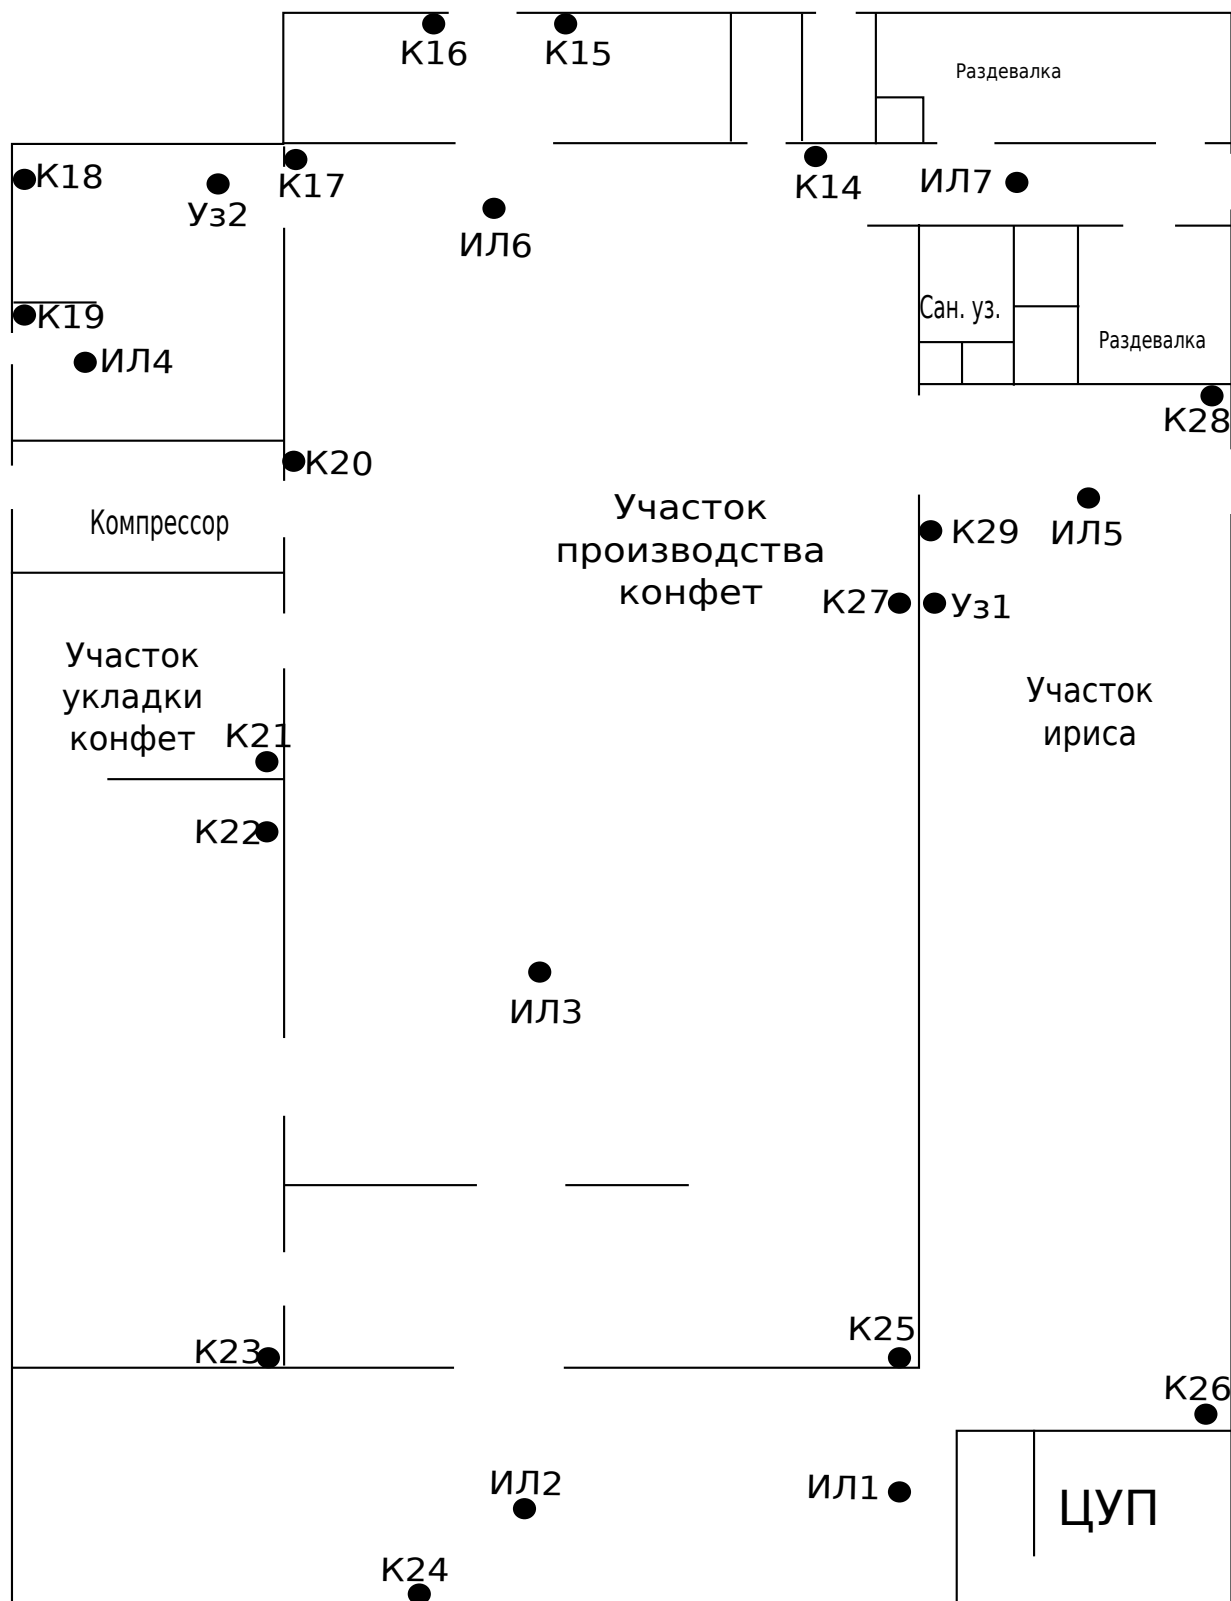 К16
К15
Раздевалка
К18
К17
К14
ИЛ7
Уз2
ИЛ6
К19
Сан. уз.
Раздевалка
ИЛ4
К28
К20
Компрессор
Участок
производства
конфет
К29
ИЛ5
К27
Уз1
Участок
укладки
конфет
Участок
ириса
К21
К22
ИЛ3
К23
К25
К26
ИЛ2
ИЛ1
ЦУП
К24